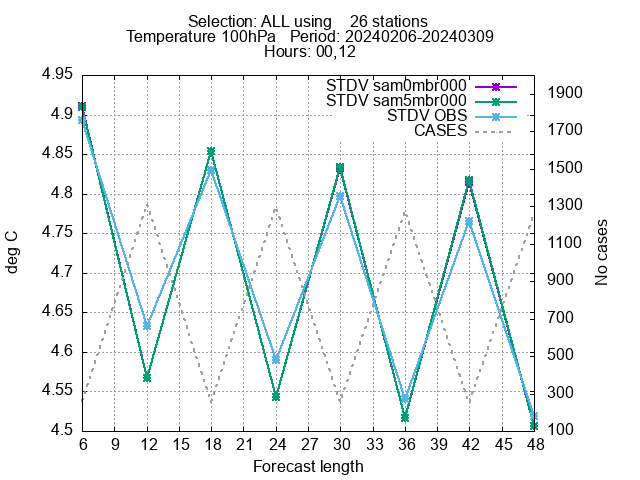 Selection: ALL using    26 stations
Temperature 100hPa   Period: 20240206-20240309
Hours: 00,12
STDV sam0mbr000
STDV sam5mbr000
STDV OBS
CASES
4.95
4.9
4.85
4.8
4.75
4.7
4.65
4.6
4.55
4.5
deg C
1900
1700
1500
1300
1100
900
700
500
300
100
No cases
6 9 12 15 18 21 24 27 30 33 36 39 42 45 48
Forecast length